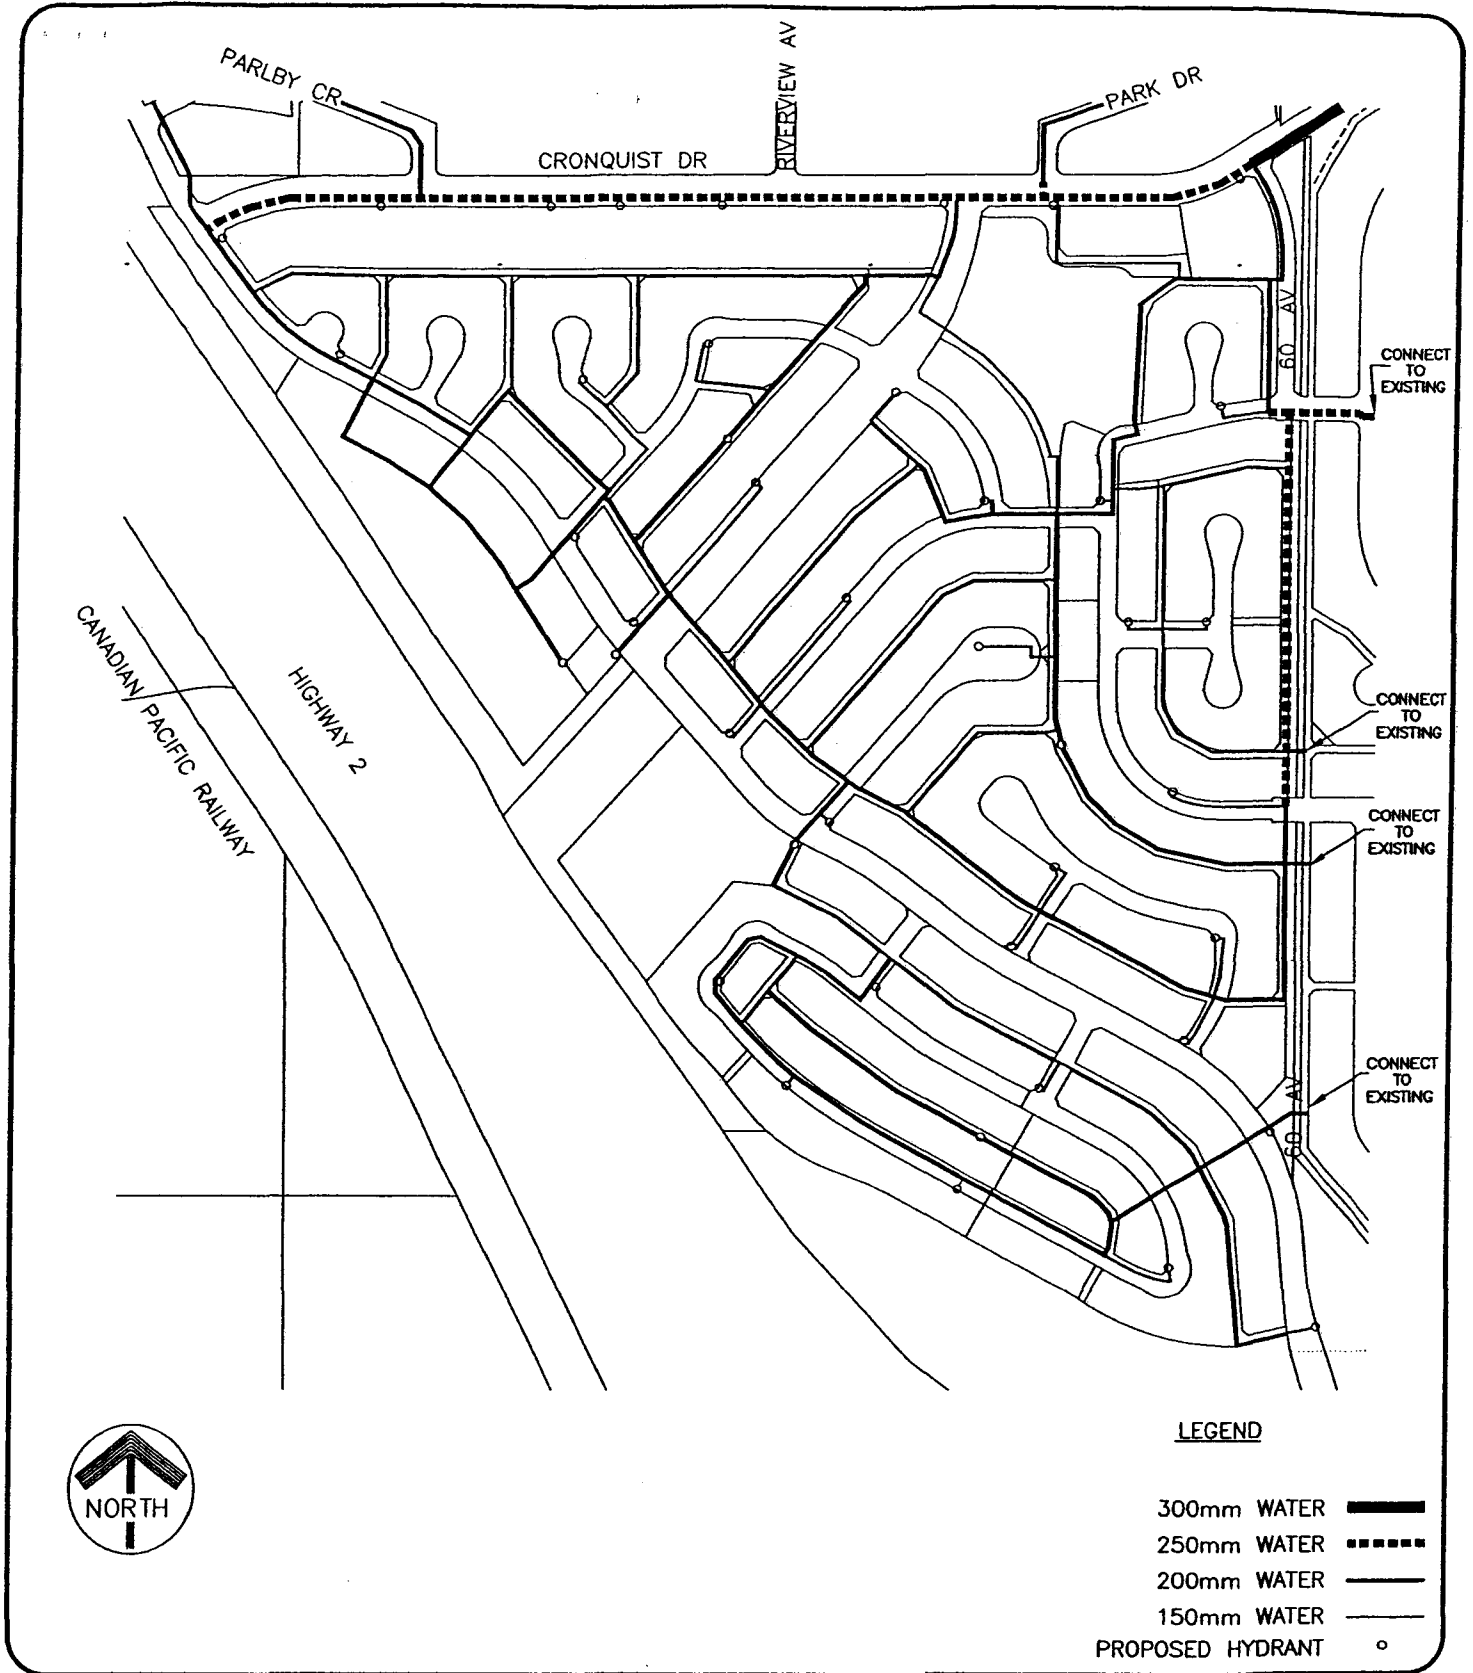 PARLBY CR
RIVERVIEW AV
PARK DR
CRONQUIST DR
60 AV
CONNECT
TO
EXISTING
CANADIAN PACIFIC RAILWAY
HIGHWAY 2
CONNECT
TO
EXISTING
CONNECT
TO
EXISTING
CONNECT
TO
EXISTING
60 AV
NORTH
LEGEND
300mm WATER
250mm WATER
200mm WATER
150mm WATER
PROPOSED HYDRANT